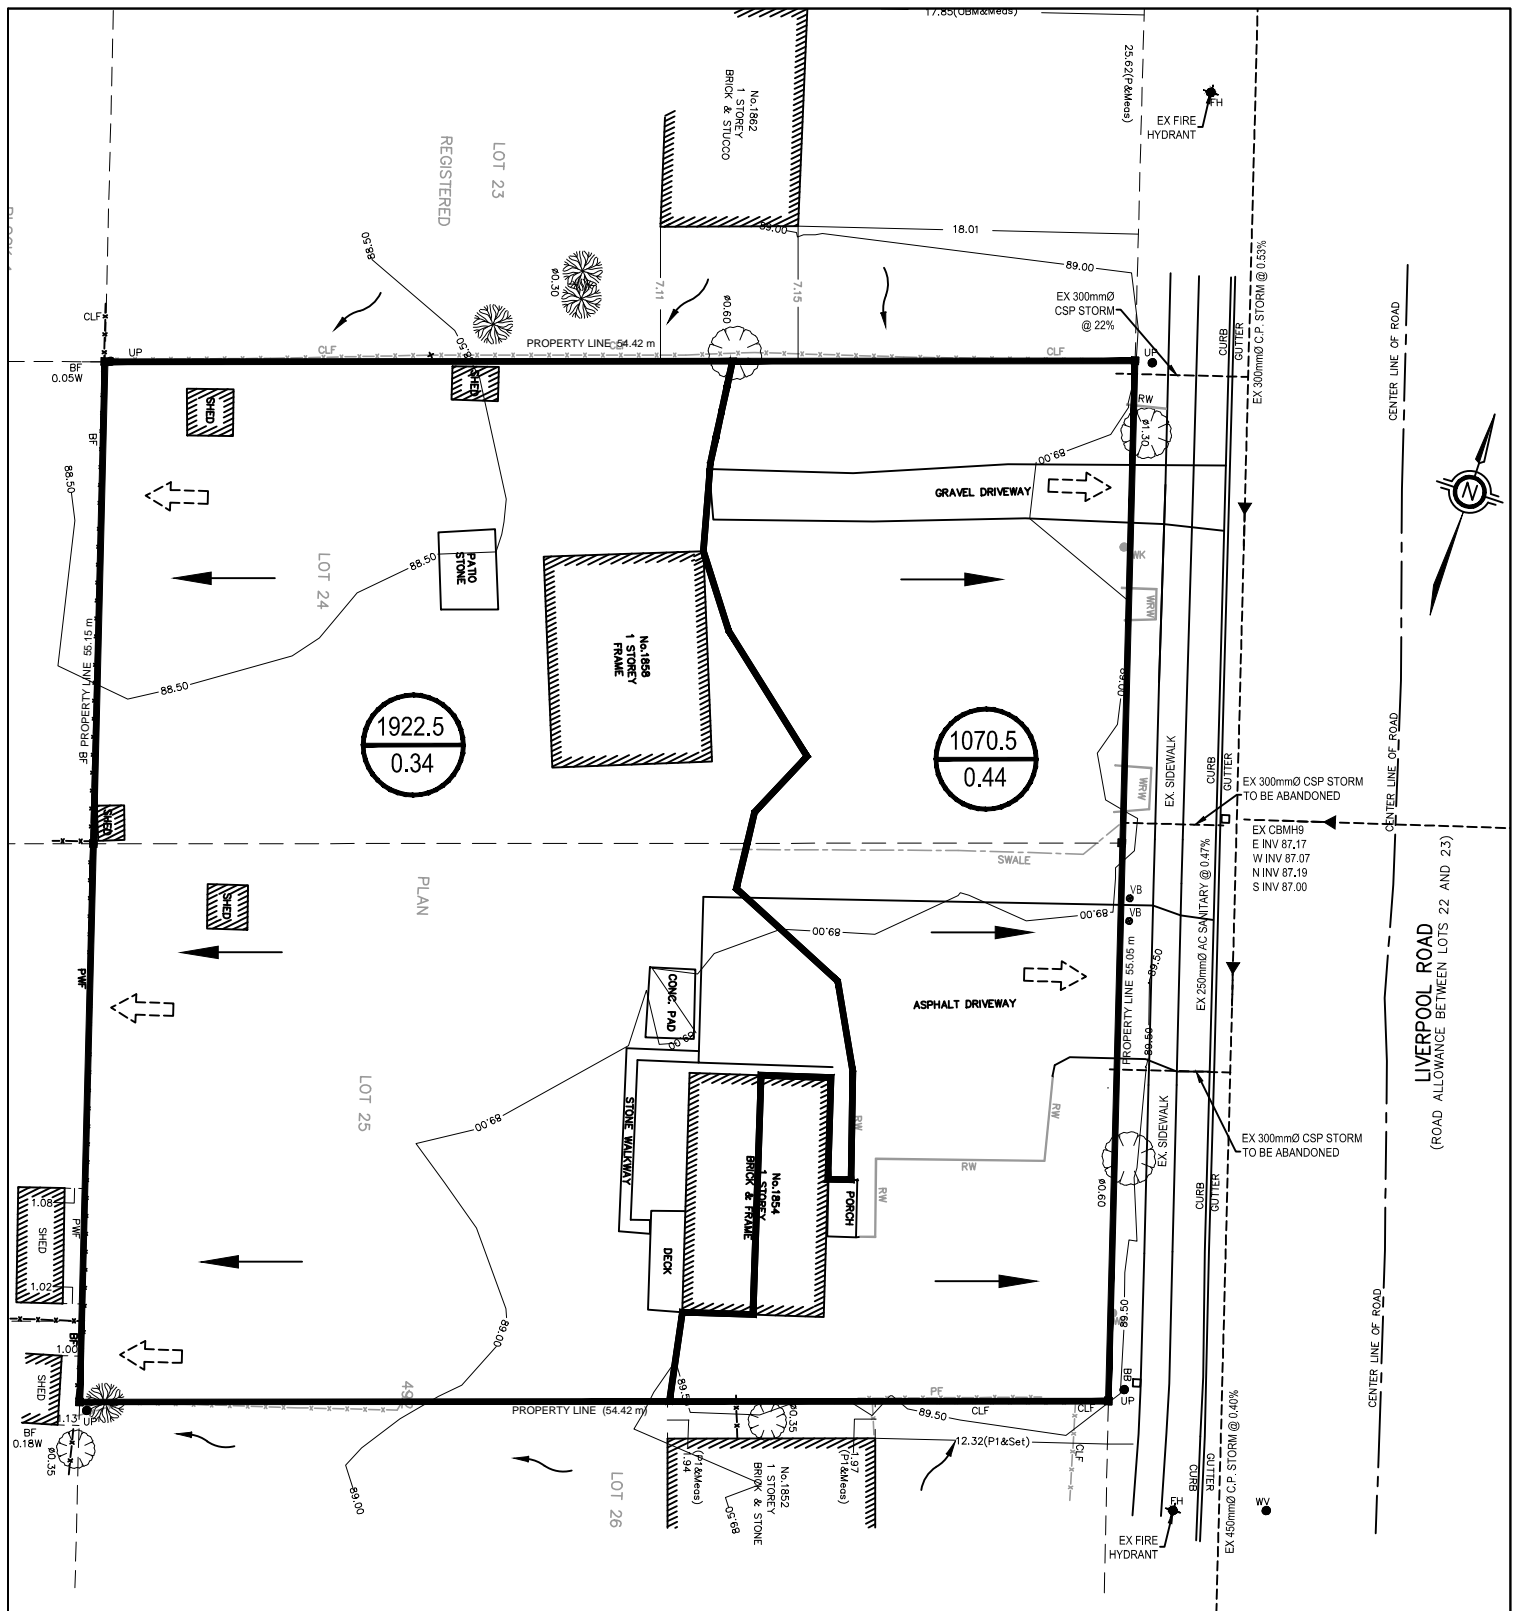 17.85(OBM&Meas)
25.62(P&Meas)
FH
EX FIRE
HYDRANT
No.1862
1 STOREY
BRICK & STUCCO
LOT 23
REGISTERED
88.50
89.00
18.01
89.00
ø0.30
7.11
7.15
ø0.60
EX 300mmØ
CSP STORM
@ 22%
EX 300mmØ C.P. STORM @ 0.53%
CURB
GUTTER
CENTER LINE OF ROAD
CLF
UP
CLF
PROPERTY LINE 54.42 m
CLF
UP
BF
0.05W
88.50
SHED
SHED
RW
ø1.30
BF
88.50
89.00
GRAVEL DRIVEWAY
N
LOT 24
PATIO
STONE
88.50
WK
WRW
No.1858
1 STOREY
FRAME
BF PROPERTY LINE 55.15 m
88.50
89.00
1922.5
0.34
1070.5
0.44
EX. SIDEWALK
CURB
GUTTER
CENTER LINE OF ROAD
WRW
EX 300mmØ CSP STORM
TO BE ABANDONED
SHED
EX CBMH9
E INV 87.17
W INV 87.07
N INV 87.19
S INV 87.00
SWALE
PLAN
SHED
VB
VB
89.00
89.00
EX 250mmØ AC SANITARY @ 0.47%
LIVERPOOL ROAD
(ROAD ALLOWANCE BETWEEN LOTS 22 AND 23)
PWF
CONC. PAD
89.00
ASPHALT DRIVEWAY
PROPERTY LINE 55.05 m
89.50
89.50
LOT 25
89.00
STONE WALKWAY
RW
RW
RW
RW
EX. SIDEWALK
EX 300mmØ CSP STORM
TO BE ABANDONED
No.1854
1 STOREY
BRICK & FRAME
PORCH
DECK
ø0.60
CURB
GUTTER
1.08
SHED
PWF
1.02
BF
1.00
SHED
89.00
89.50
CENTER LINE OF ROAD
BB
UP
1.13
UP
BF
0.18W
ø0.35
PROPERTY LINE (54.42 m)
ø0.35
PF
CLF
CLF
89.50
12.32(P1&Set)
CLF
1.94
(P1&Meas)
1.97
(P1&Meas)
No.1852
1 STOREY
BRICK & STONE
89.50
LOT 26
89.00
CURB
GUTTER
FH
WV
EX FIRE
HYDRANT
EX 450mmØ C.P. STORM @ 0.40%